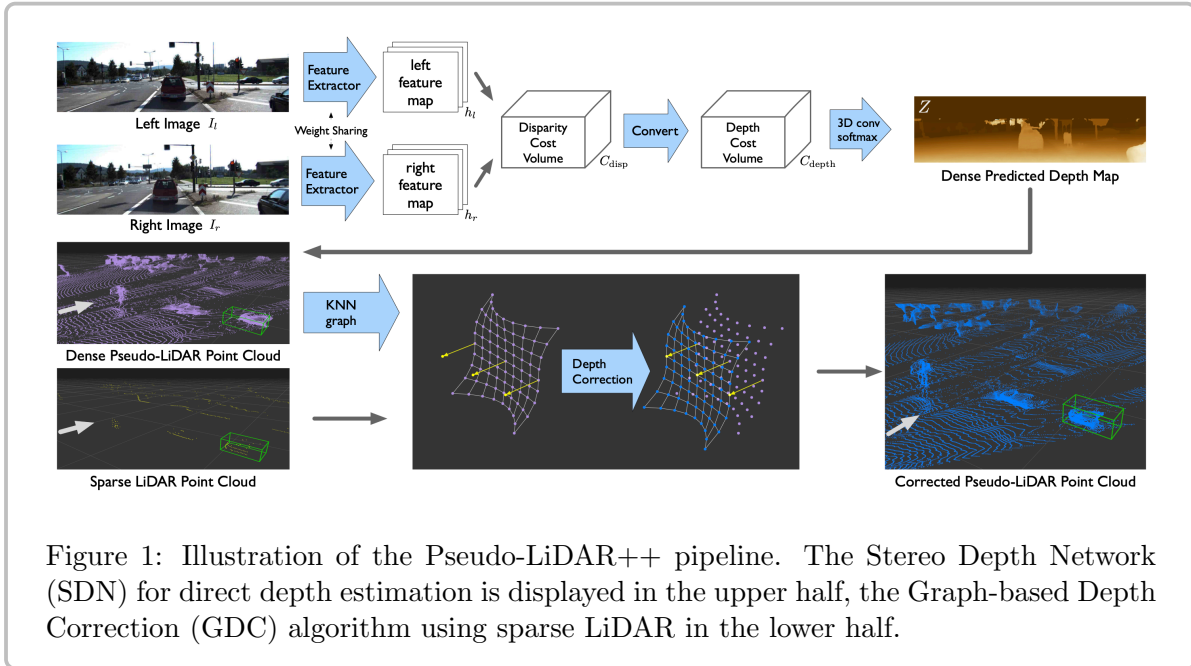 Feature
Extractor
left
feature
map
h_l
Left Image I_l
Weight Sharing
Feature
Extractor
right
feature
map
h_r
Right Image I_r
Disparity
Cost
Volume
C_disp
Convert
Depth
Cost
Volume
C_depth
3D conv
softmax
Z
Dense Predicted Depth Map
KNN
graph
Dense Pseudo-LiDAR Point Cloud
Depth
Correction
Sparse LiDAR Point Cloud
Corrected Pseudo-LiDAR Point Cloud
Figure 1: Illustration of the Pseudo-LiDAR++ pipeline. The Stereo Depth Network
(SDN) for direct depth estimation is displayed in the upper half, the Graph-based Depth
Correction (GDC) algorithm using sparse LiDAR in the lower half.